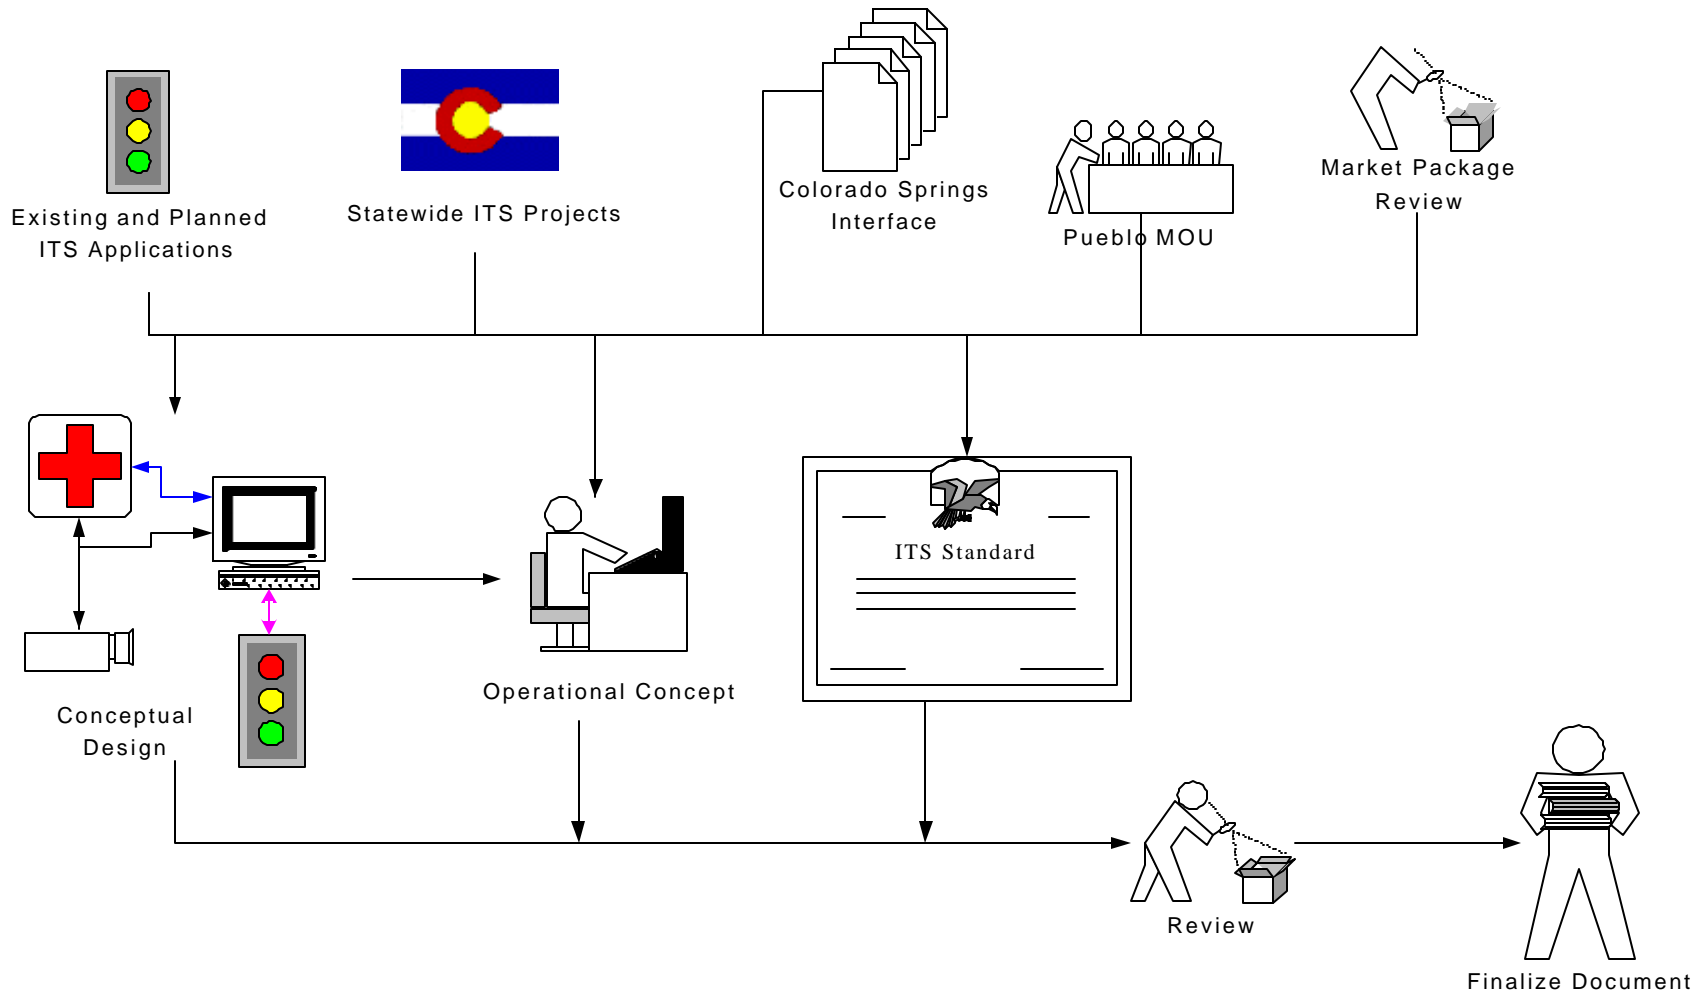 Existing and Planned
ITS Applications
Statewide ITS Projects
Colorado Springs
Interface
Pueblo MOU
Market Package
Review
ITS Standard
Conceptual
Design
Operational Concept
Review
Finalize Document